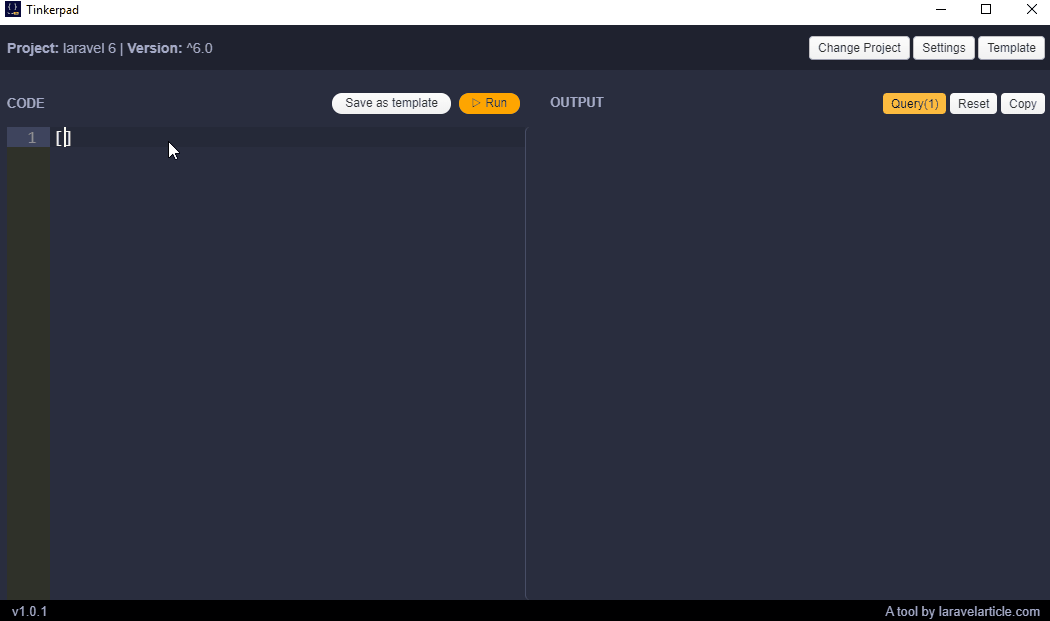 Tinkerpad
Project: laravel 6 | Version: ^6.0
Change Project Settings Template
CODE Save as template ▷ Run OUTPUT Query(1) Reset Copy
1 []
v1.0.1 A tool by laravelarticle.com